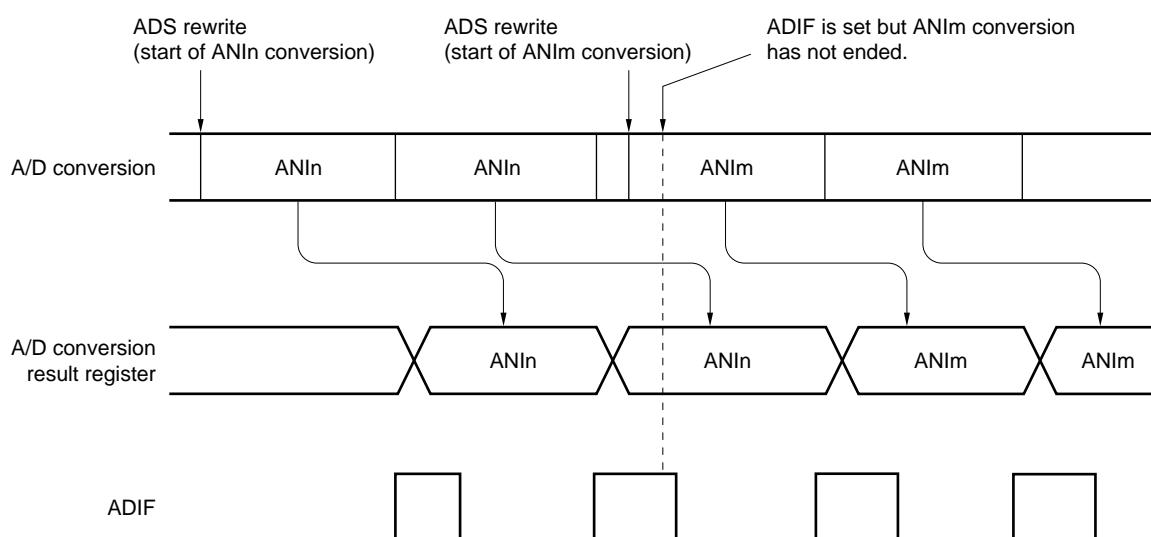 ADS rewrite
(start of ANIn conversion)
ADS rewrite
(start of ANIm conversion)
ADIF is set but ANIm conversion
has not ended.
A/D conversion
ANIn
ANIn
ANIm
ANIm
A/D conversion
result register
ANIn
ANIn
ANIm
ANIm
ADIF